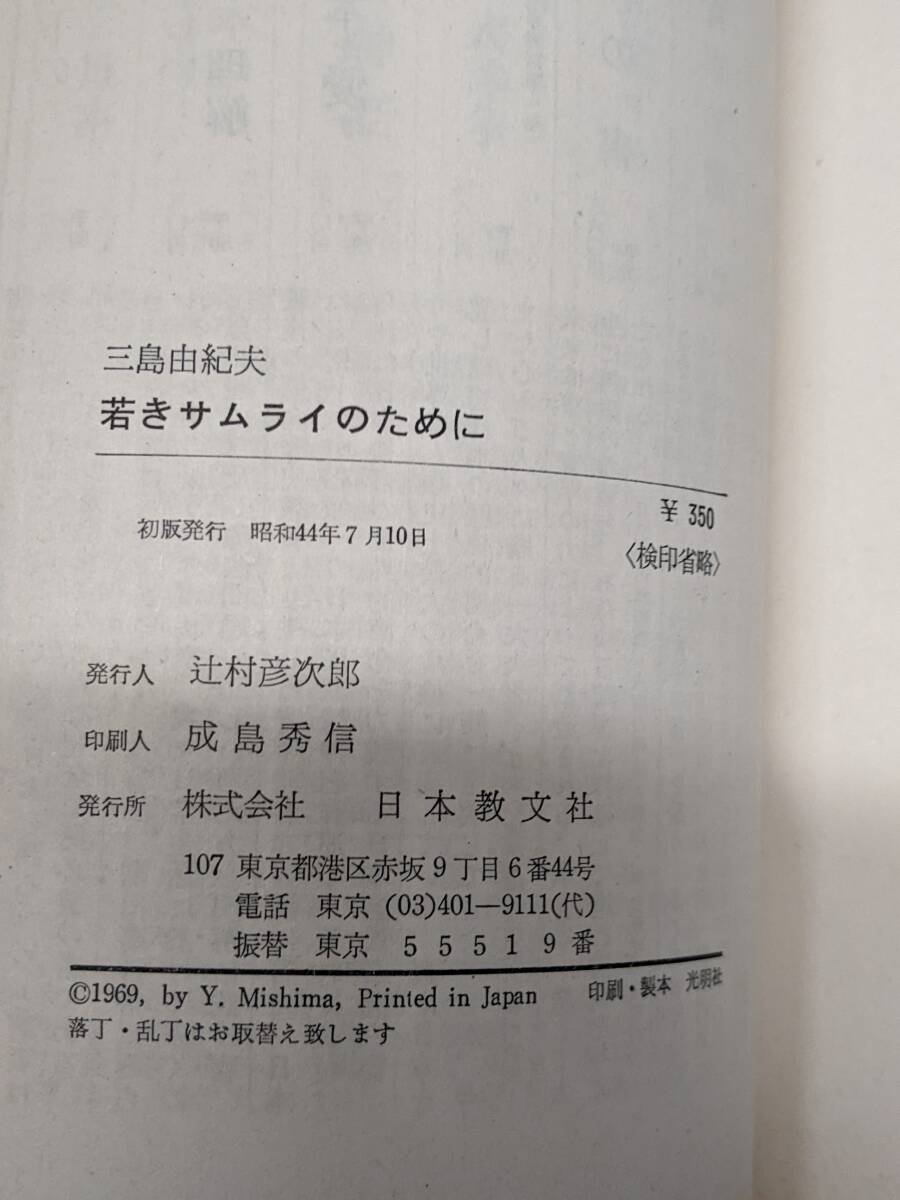 三島由紀夫
若きサムライのために
¥ 350
初版発行 昭和44年7月10日
〈検印省略〉
発行人 辻村彦次郎
印刷人 成島秀信
発行所 株式会社 日本教文社
107 東京都港区赤坂9丁目6番44号
電話 東京 (03)401―9111(代)
振替 東京 55519番
©1969, by Y. Mishima, Printed in Japan 印刷・製本 光明社
落丁・乱丁はお取替え致します